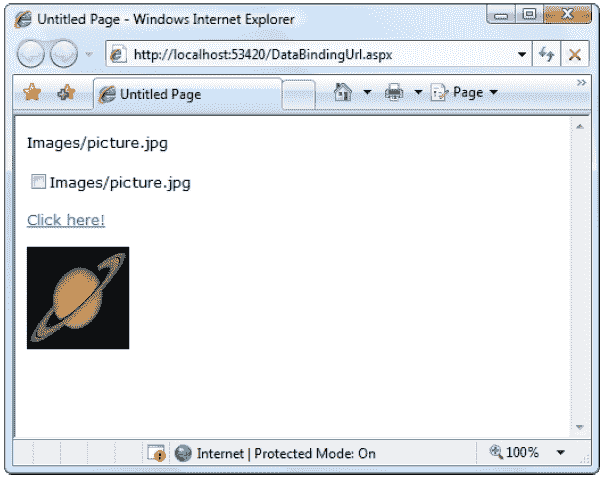 Untitled Page - Windows Internet Explorer
http://localhost:53420/DataBindingUrl.aspx
Untitled Page
Page
Images/picture.jpg
Images/picture.jpg
Click here!
Internet | Protected Mode: On
100%